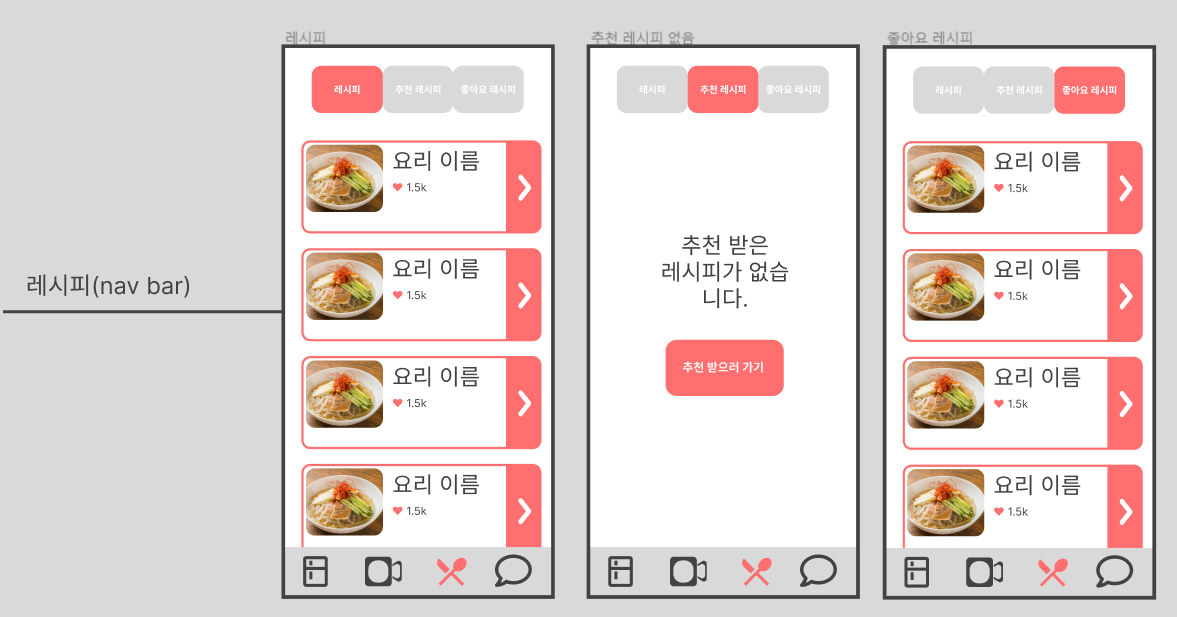 레시피(nav bar)
레시피
레시피
추천 레시피
좋아요 레시피
요리 이름
1.5k
요리 이름
1.5k
요리 이름
1.5k
요리 이름
1.5k
추천 레시피 없음
레시피
추천 레시피
좋아요 레시피
추천 받은
레시피가 없습
니다.
추천 받으러 가기
좋아요 레시피
레시피
추천 레시피
좋아요 레시피
요리 이름
1.5k
요리 이름
1.5k
요리 이름
1.5k
요리 이름
1.5k